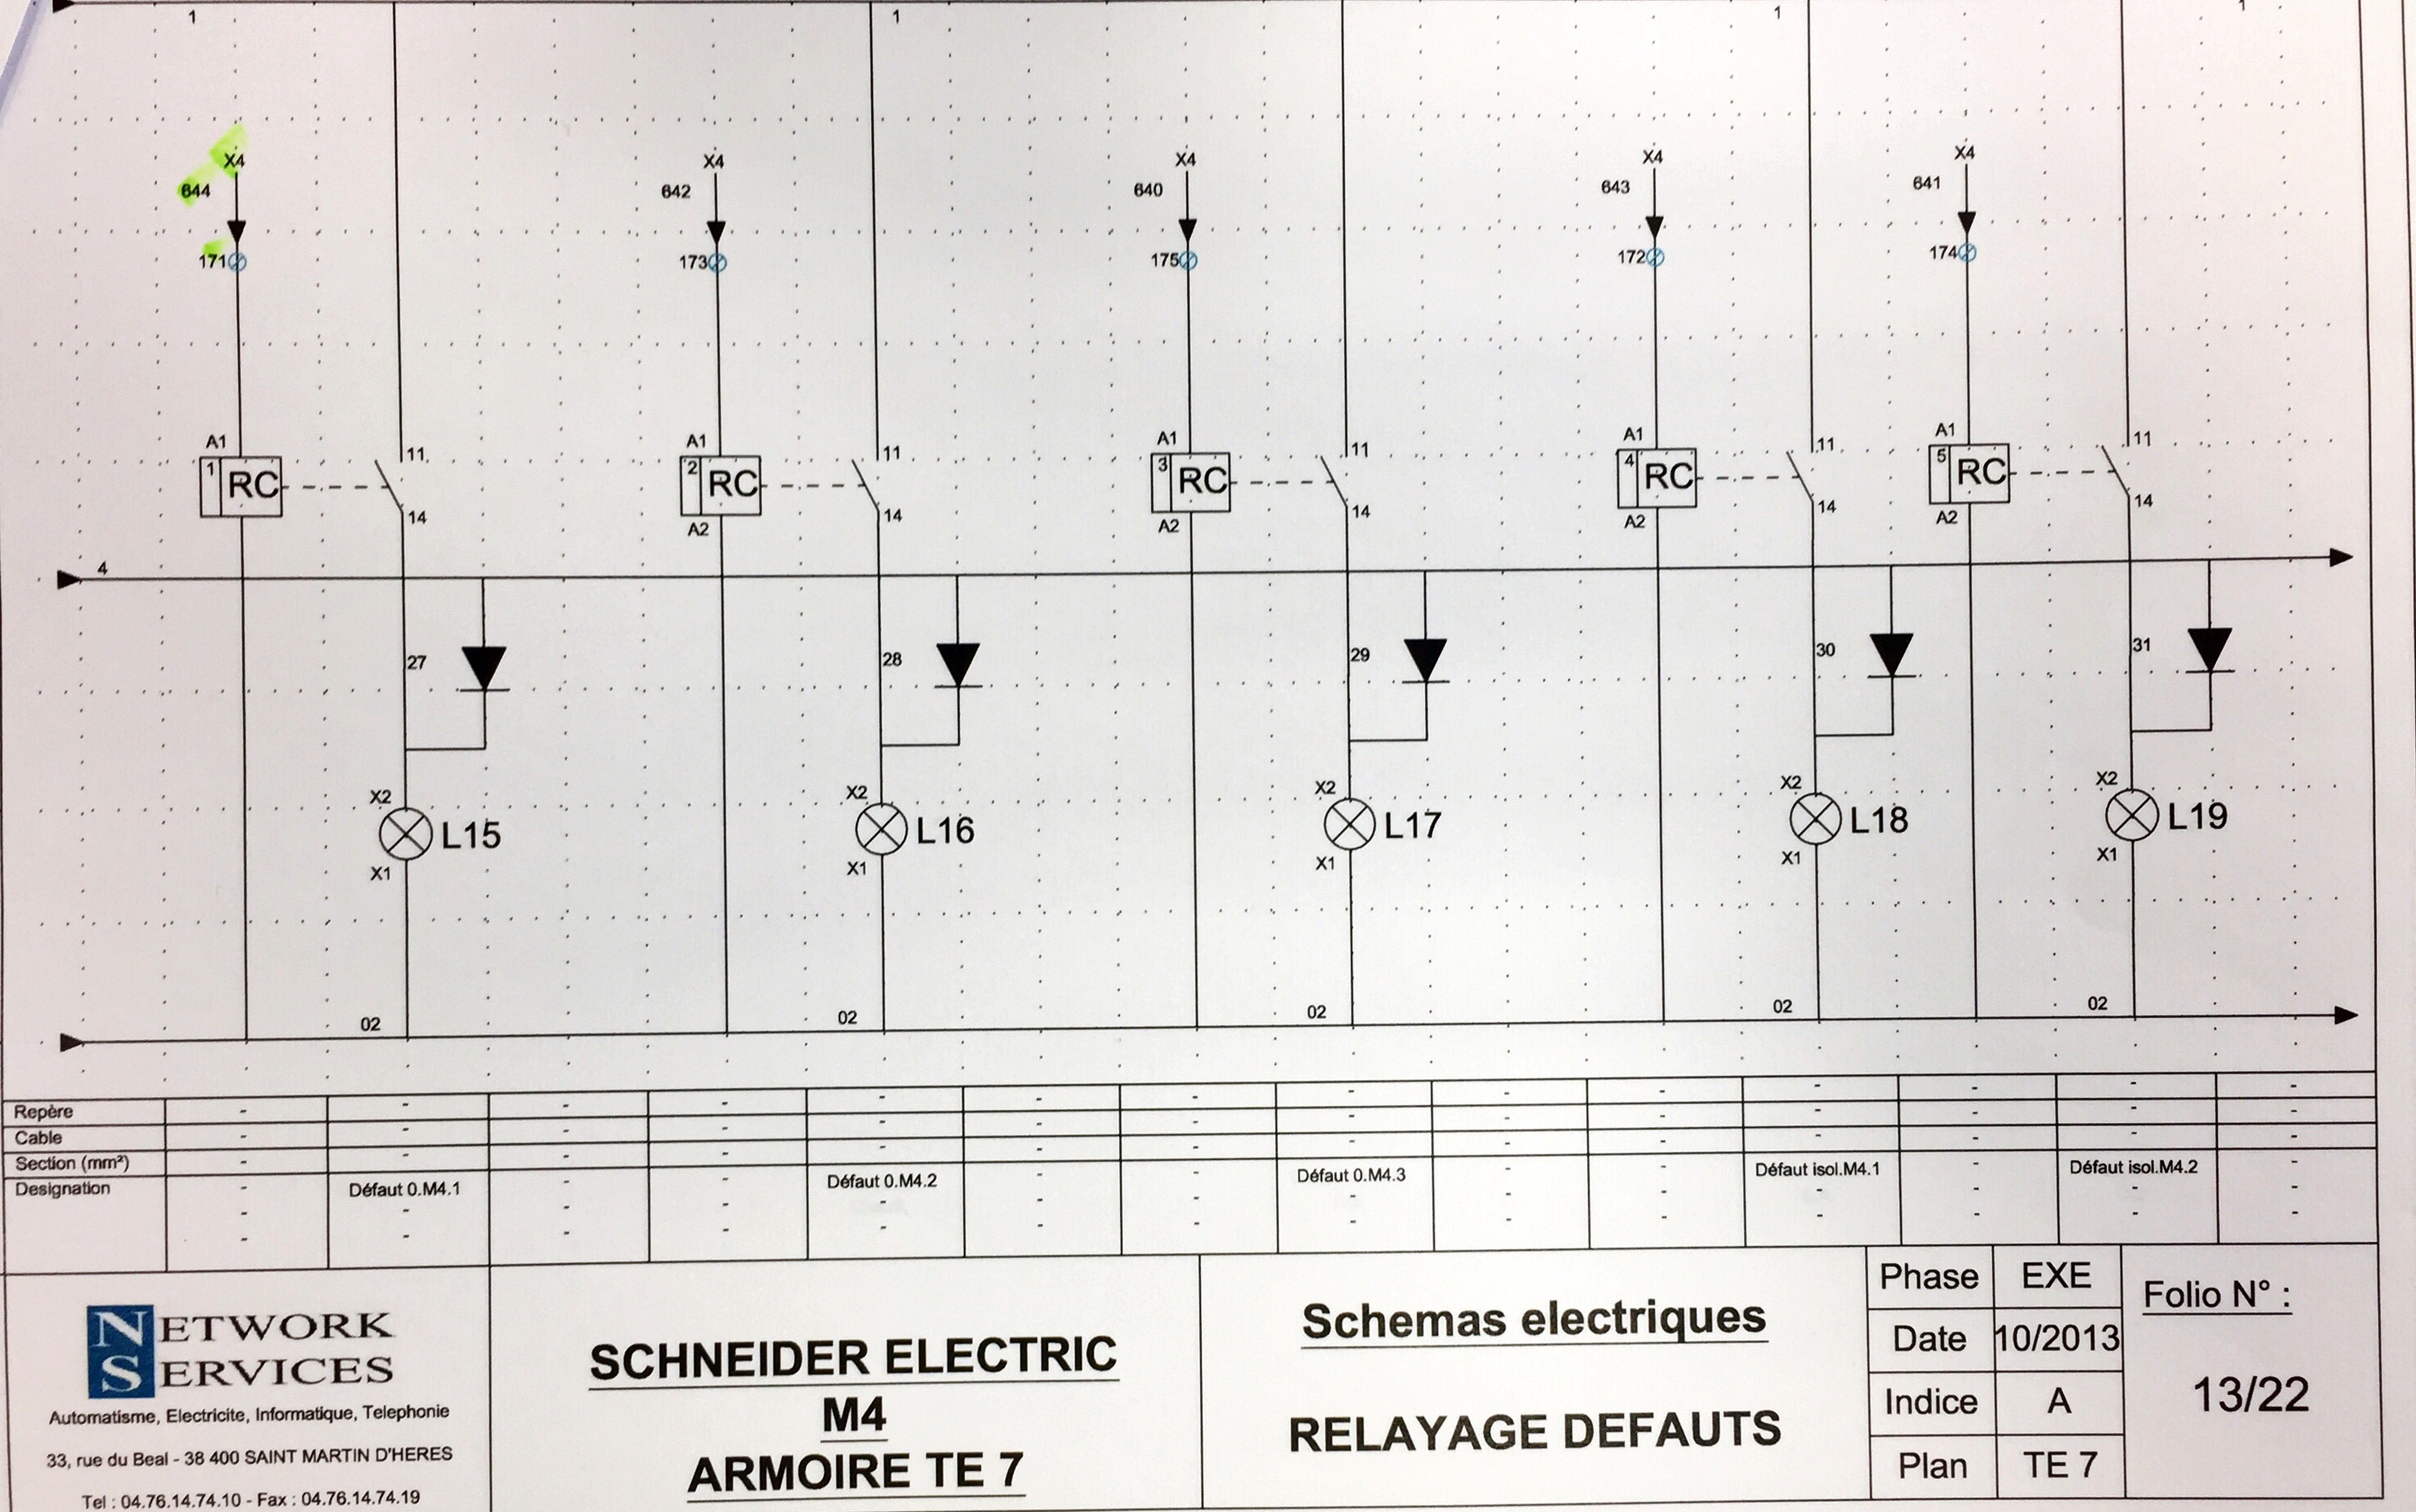 1 1 1 1
X4 X4 X4 X4 X4
644 642 640 643 641
171 173 175 172 174
A1 11 A1 11 A1 11 A1 11 A1 11
1 RC 2 RC 3 RC 4 RC 5 RC
14 A2 14 A2 14 A2 14 A2 14
4
27 28 29 30 31
X2 X2 X2 X2 X2
L15 L16 L17 L18 L19
X1 X1 X1 X1 X1
02 02 02 02 02
Repère - - - - - - - - - - - - - -
Cable - - - - - - - - - - - - - -
Section (mm²) - - - - - - - - - - - - - -
Designation - Défaut 0.M4.1 - - Défaut 0.M4.2 - - Défaut 0.M4.3 - - Défaut isol.M4.1 - Défaut isol.M4.2 -
- - - - - - - - - - - - - -
- - - - - - - - - - - - - -
NETWORK
SERVICES
Automatisme, Electricite, Informatique, Telephonie
33, rue du Beal - 38 400 SAINT MARTIN D'HERES
Tel : 04.76.14.74.10 - Fax : 04.76.14.74.19
SCHNEIDER ELECTRIC
M4
ARMOIRE TE 7
Schemas electriques
RELAYAGE DEFAUTS
Phase EXE
Date 10/2013
Indice A
Plan TE 7
Folio N° :
13/22